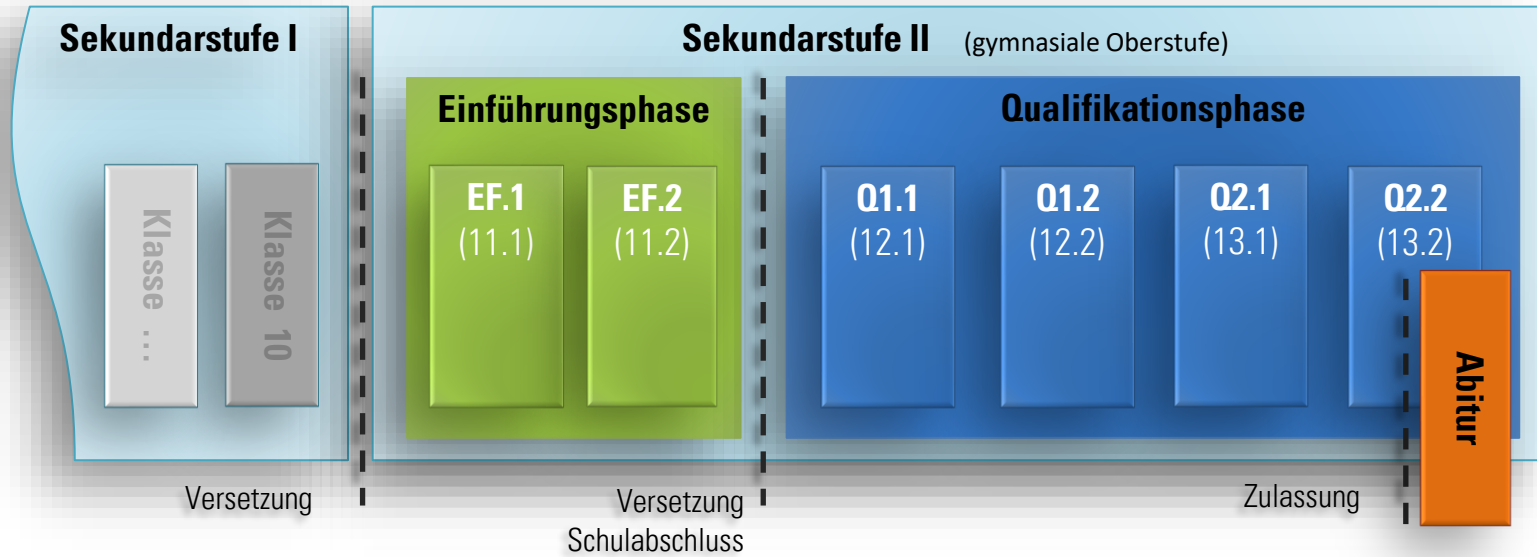 Sekundarstufe I
Sekundarstufe II (gymnasiale Oberstufe)
Einführungsphase
Qualifikationsphase
Klasse ...
Klasse 10
EF.1
(11.1)
EF.2
(11.2)
Q1.1
(12.1)
Q1.2
(12.2)
Q2.1
(13.1)
Q2.2
(13.2)
Abitur
Versetzung
Versetzung
Schulabschluss
Zulassung